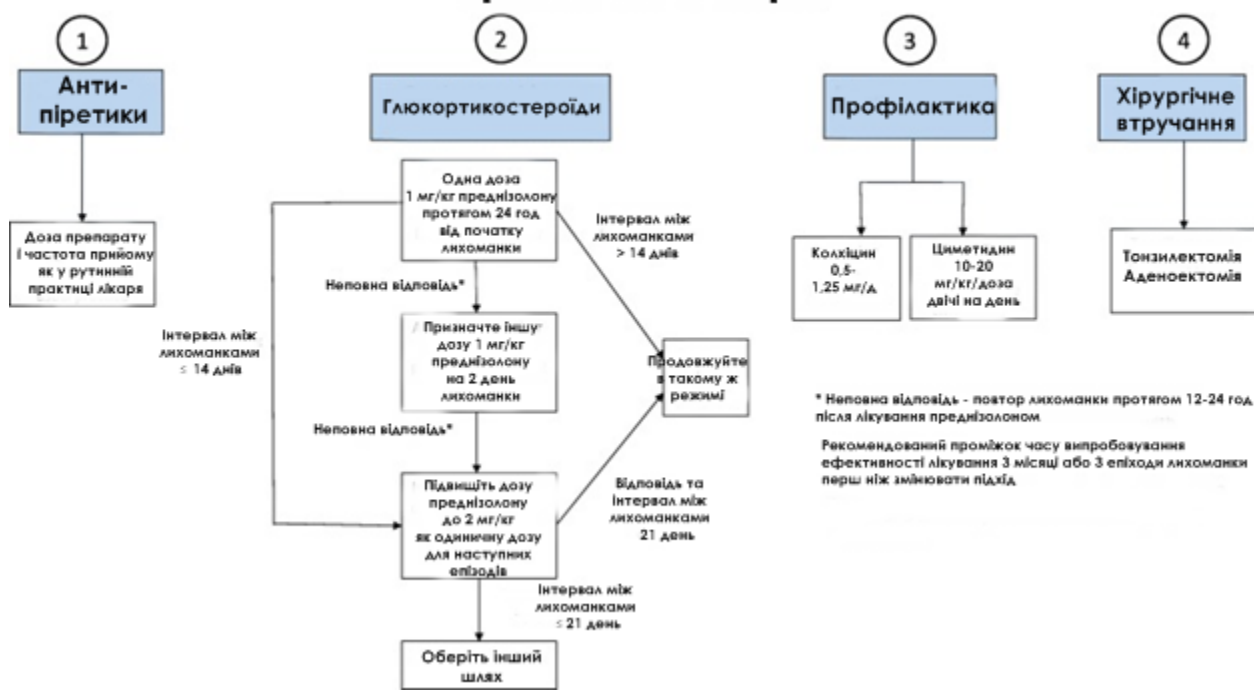 1
Анти-
піретики
Доза препарату
і частота прийому
як у рутинній
практиці лікаря
2
Глюкортикостероїди
Одна доза
1 мг/кг преднізолону
протягом 24 год
від початку
лихоманки
Інтервал між
лихоманками
> 14 днів
Неповна відповідь*
Інтервал між
лихоманками
≤ 14 днів
Призначте іншу
дозу 1 мг/кг
преднізолону
на 2 день
лихоманки
Продовжуйте
в такому ж
режимі
Неповна відповідь*
Підвищіть дозу
преднізолону
до 2 мг/кг
як одиничну дозу
для наступних
епізодів
Відповідь та
інтервал між
лихоманками
21 день
Інтервал між
лихоманками
≤ 21 день
Оберіть інший
шлях
3
Профілактика
Колхіцин
0,5-
1,25 мг/д
Циметидин
10-20
мг/кг/доза
двічі на день
4
Хірургічне
втручання
Тонзилектомія
Аденоектомія
* Неповна відповідь - повтор лихоманки протягом 12-24 год
після лікування преднізолоном
Рекомендований проміжок часу випробовування
ефективності лікування 3 місяці або 3 епізоди лихоманки
перш ніж змінювати підхід